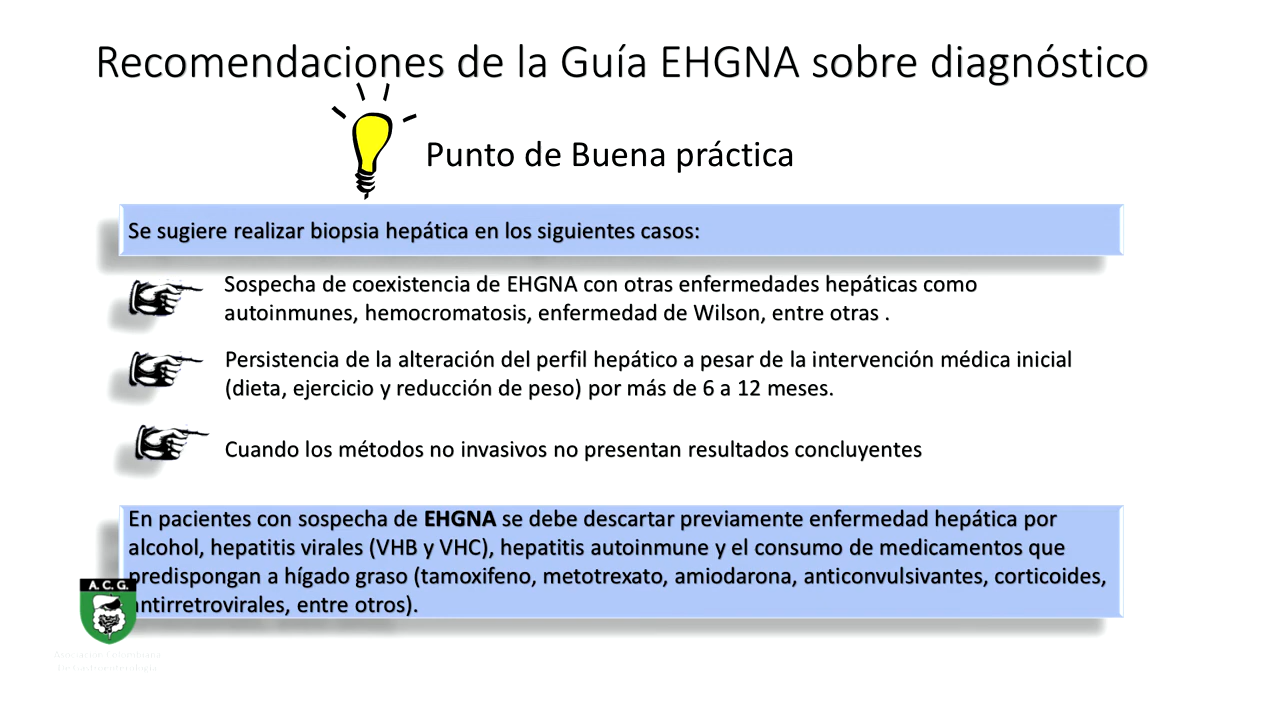 Recomendaciones de la Guía EHGNA sobre diagnóstico
Punto de Buena práctica
Se sugiere realizar biopsia hepática en los siguientes casos:
Sospecha de coexistencia de EHGNA con otras enfermedades hepáticas como
autoinmunes, hemocromatosis, enfermedad de Wilson, entre otras .
Persistencia de la alteración del perfil hepático a pesar de la intervención médica inicial
(dieta, ejercicio y reducción de peso) por más de 6 a 12 meses.
Cuando los métodos no invasivos no presentan resultados concluyentes
En pacientes con sospecha de EHGNA se debe descartar previamente enfermedad hepática por
alcohol, hepatitis virales (VHB y VHC), hepatitis autoinmune y el consumo de medicamentos que
predispongan a hígado graso (tamoxifeno, metotrexato, amiodarona, anticonvulsivantes, corticoides,
antirretrovirales, entre otros).
A. C. G.